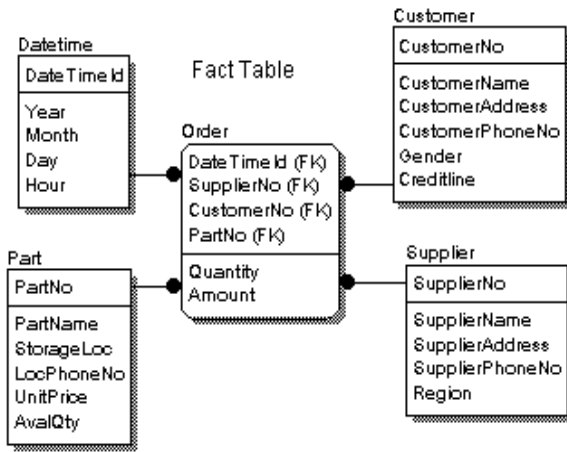 Datetime
DateTimeId
Year
Month
Day
Hour
Fact Table
Customer
CustomerNo
CustomerName
CustomerAddress
CustomerPhoneNo
Gender
Creditline
Order
DateTimeId (FK)
SupplierNo (FK)
CustomerNo (FK)
PartNo (FK)
Quantity
Amount
Part
PartNo
PartName
StorageLoc
LocPhoneNo
UnitPrice
AvalQty
Supplier
SupplierNo
SupplierName
SupplierAddress
SupplierPhoneNo
Region